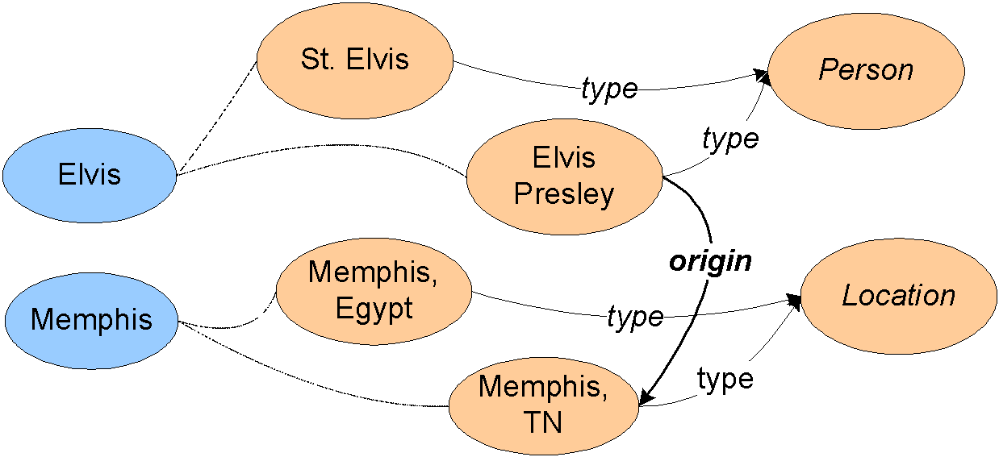 St. Elvis
Person
type
type
Elvis
Elvis
Presley
origin
Memphis,
Egypt
Location
Memphis
type
type
Memphis,
TN